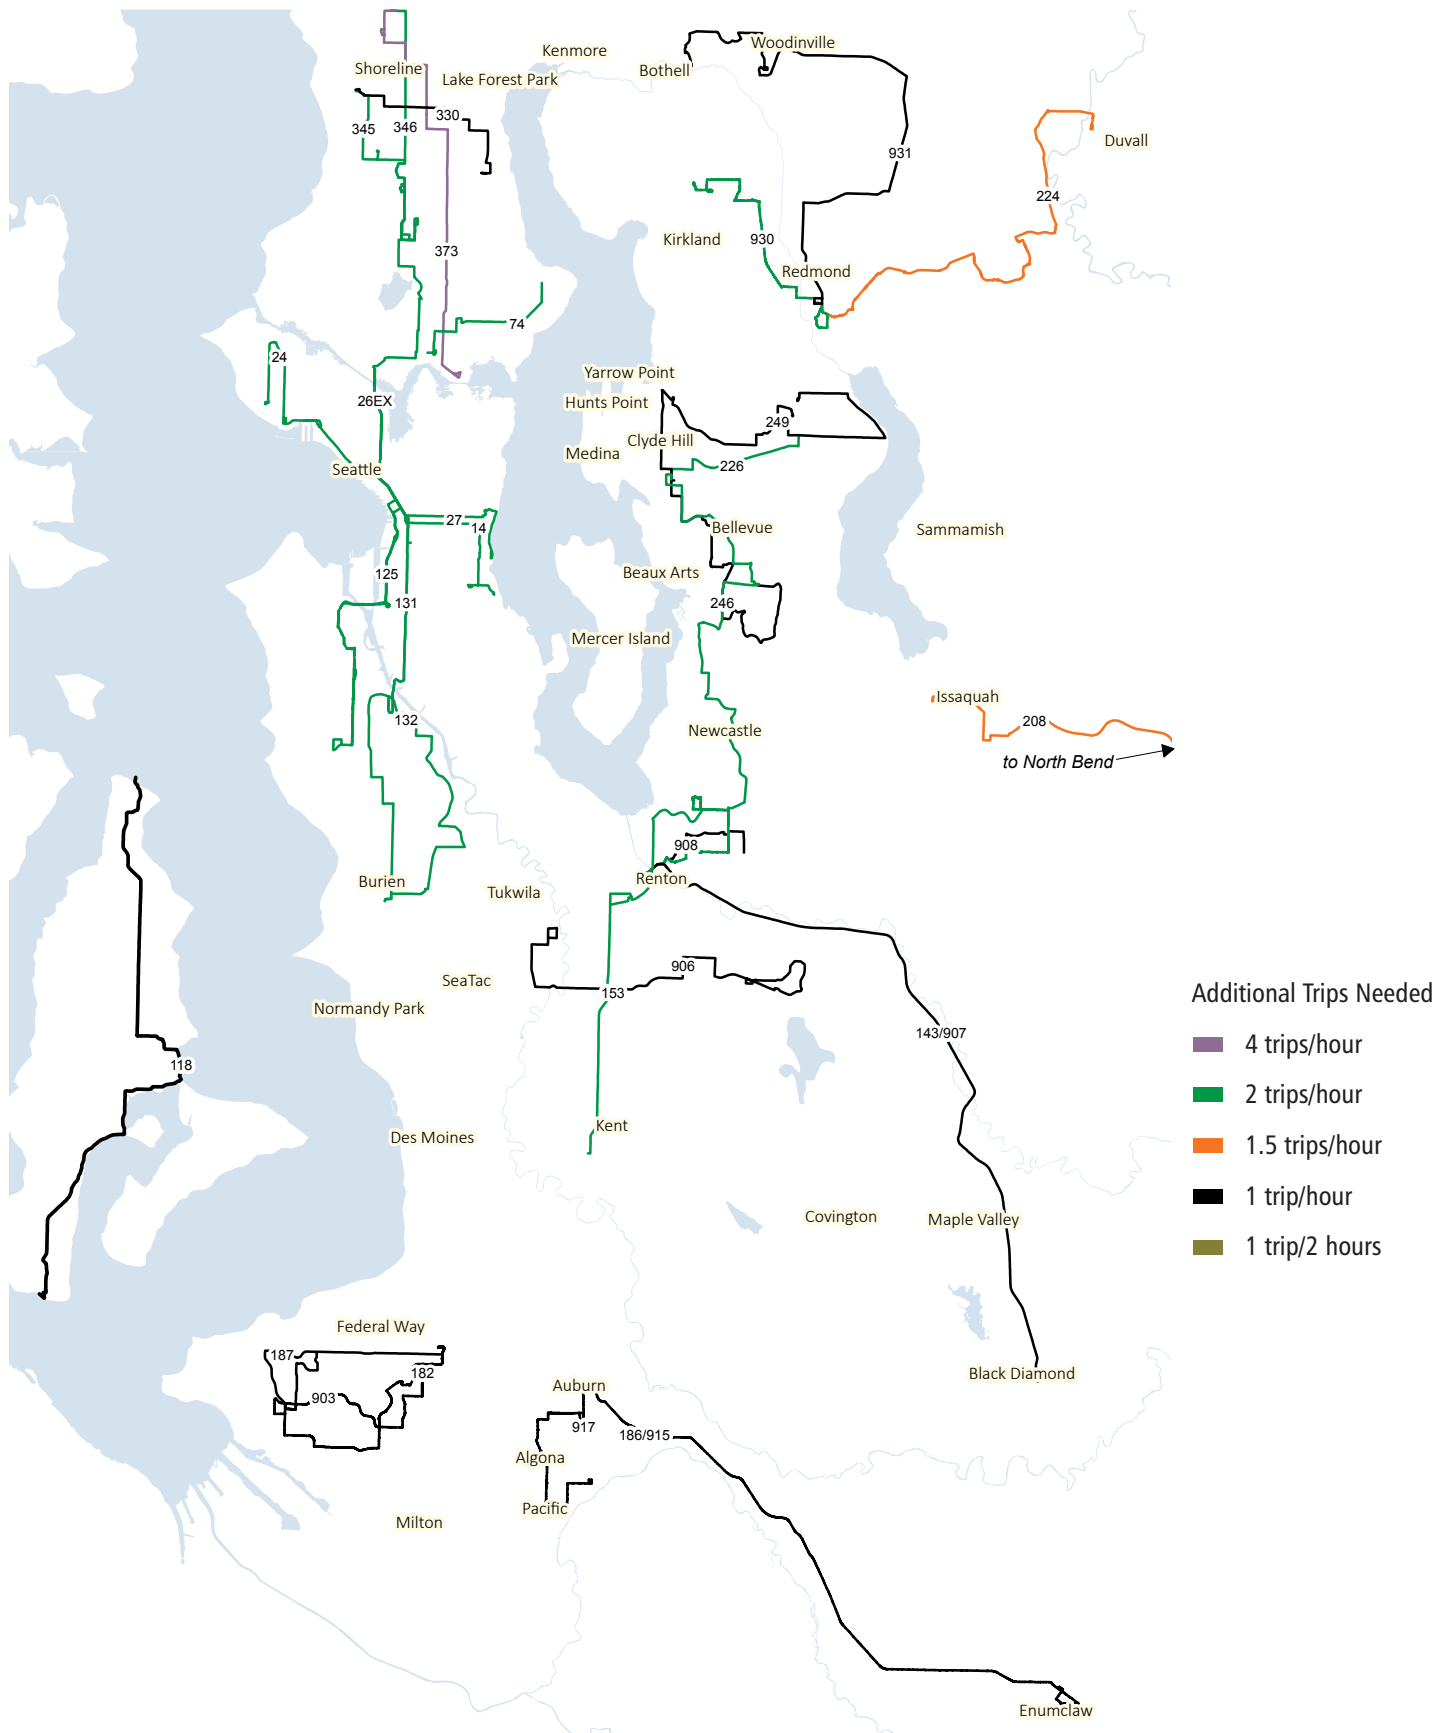 Kenmore
Woodinville
Shoreline
Lake Forest Park
Bothell
330
345
346
Duvall
931
224
373
Kirkland
930
Redmond
74
24
Yarrow Point
26EX
Hunts Point
249
Clyde Hill
Medina
226
Seattle
27
14
Bellevue
Sammamish
125
Beaux Arts
131
246
Mercer Island
Issaquah
132
208
Newcastle
to North Bend
908
Burien
Renton
Tukwila
906
SeaTac
153
Normandy Park
Additional Trips Needed
143/907
4 trips/hour
118
2 trips/hour
Kent
Des Moines
1.5 trips/hour
1 trip/hour
Covington
Maple Valley
1 trip/2 hours
Federal Way
187
182
Black Diamond
Auburn
903
917
186/915
Algona
Pacific
Milton
Enumclaw